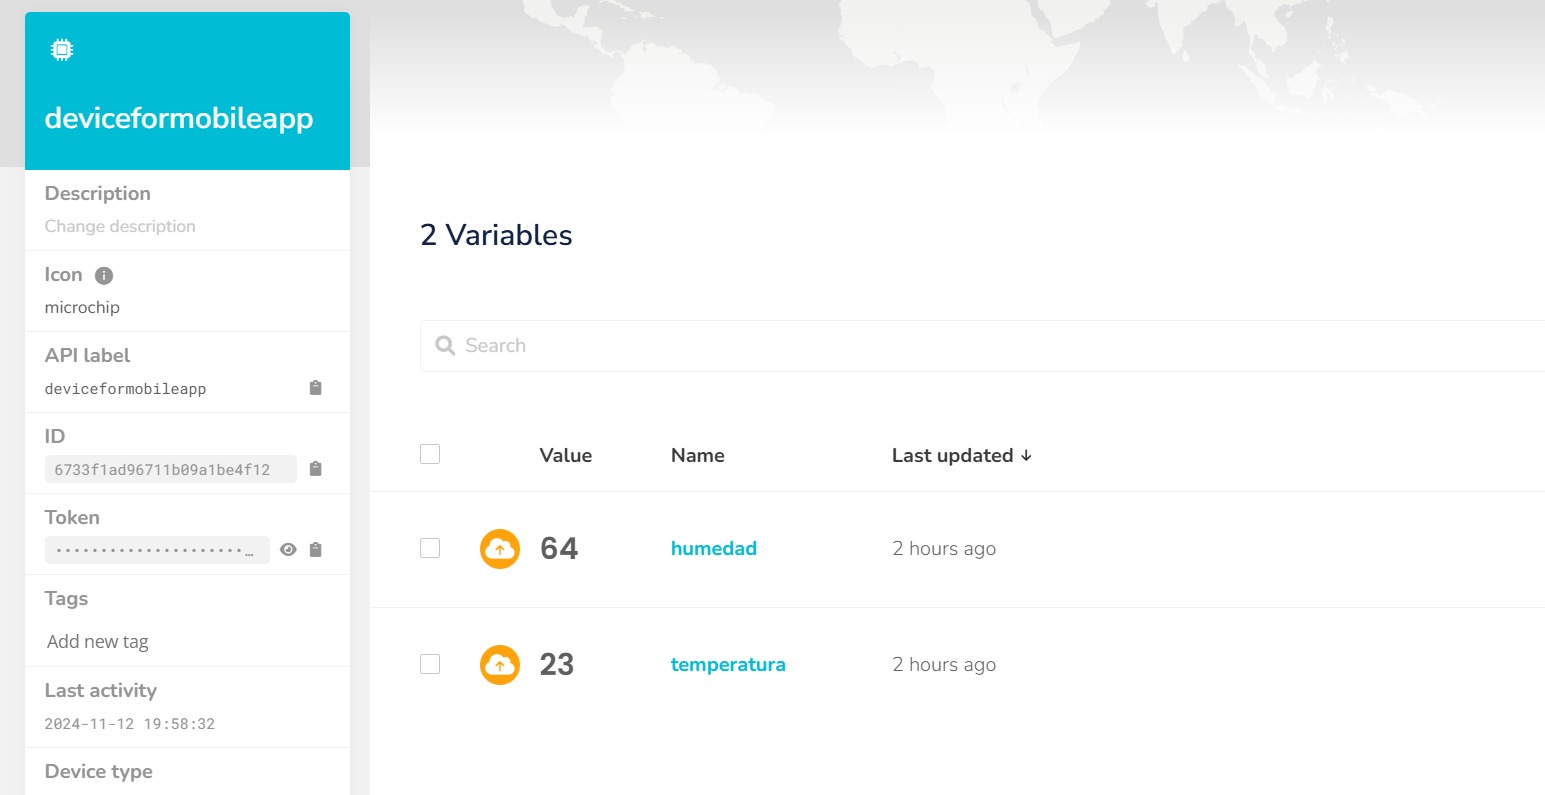 deviceformobileapp
Description
Change description
Icon
microchip
API label
deviceformobileapp
ID
6733f1ad96711b09a1be4f12
Token
Tags
Add new tag
Last activity
2024-11-12 19:58:32
Device type
2 Variables
Search
Value Name Last updated ↓
64 humedad 2 hours ago
23 temperatura 2 hours ago